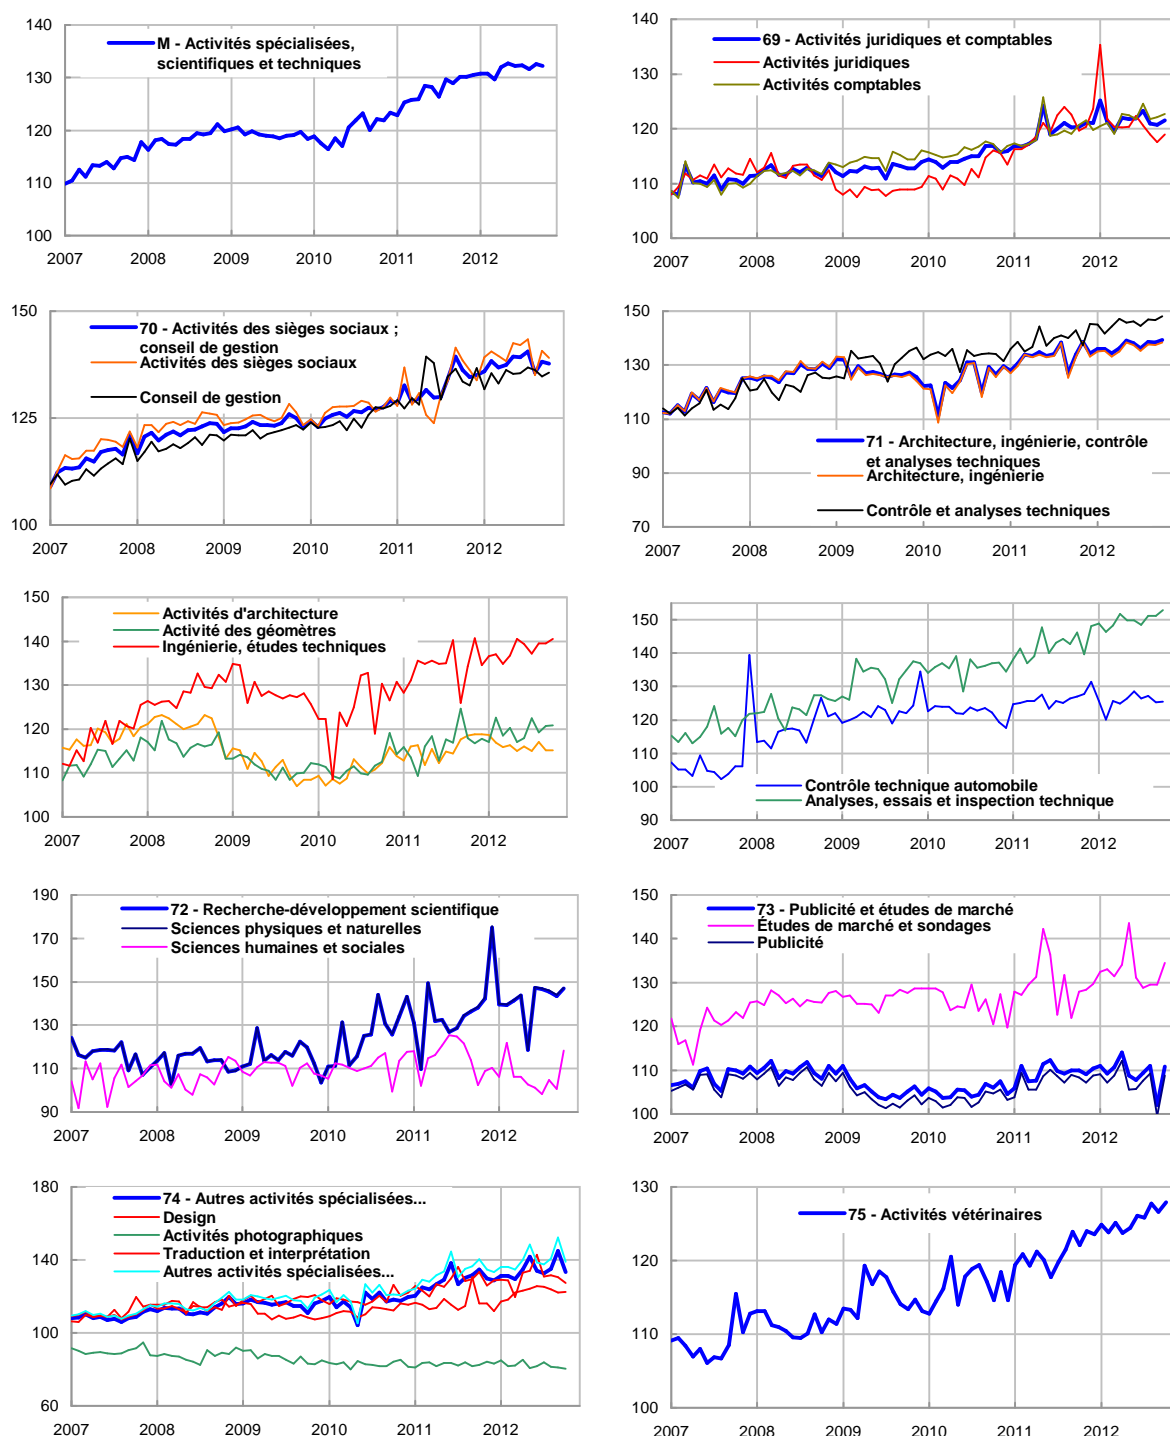 140
130
120
110
100
M - Activités spécialisées,
scientifiques et techniques
2007 2008 2009 2010 2011 2012
140
130
120
110
100
69 - Activités juridiques et comptables
Activités juridiques
Activités comptables
2007 2008 2009 2010 2011 2012
150
125
100
70 - Activités des sièges sociaux ;
conseil de gestion
Activités des sièges sociaux
Conseil de gestion
2007 2008 2009 2010 2011 2012
150
130
110
90
70
71 - Architecture, ingénierie, contrôle
et analyses techniques
Architecture, ingénierie
Contrôle et analyses techniques
2007 2008 2009 2010 2011 2012
150
140
130
120
110
100
Activités d'architecture
Activité des géomètres
Ingénierie, études techniques
2007 2008 2009 2010 2011 2012
150
140
130
120
110
100
90
Contrôle technique automobile
Analyses, essais et inspection technique
2007 2008 2009 2010 2011 2012
190
170
150
130
110
90
72 - Recherche-développement scientifique
Sciences physiques et naturelles
Sciences humaines et sociales
2007 2008 2009 2010 2011 2012
150
140
130
120
110
100
73 - Publicité et études de marché
Études de marché et sondages
Publicité
2007 2008 2009 2010 2011 2012
180
140
100
60
74 - Autres activités spécialisées...
Design
Activités photographiques
Traduction et interprétation
Autres activités spécialisées...
2007 2008 2009 2010 2011 2012
130
120
110
100
75 - Activités vétérinaires
2007 2008 2009 2010 2011 2012